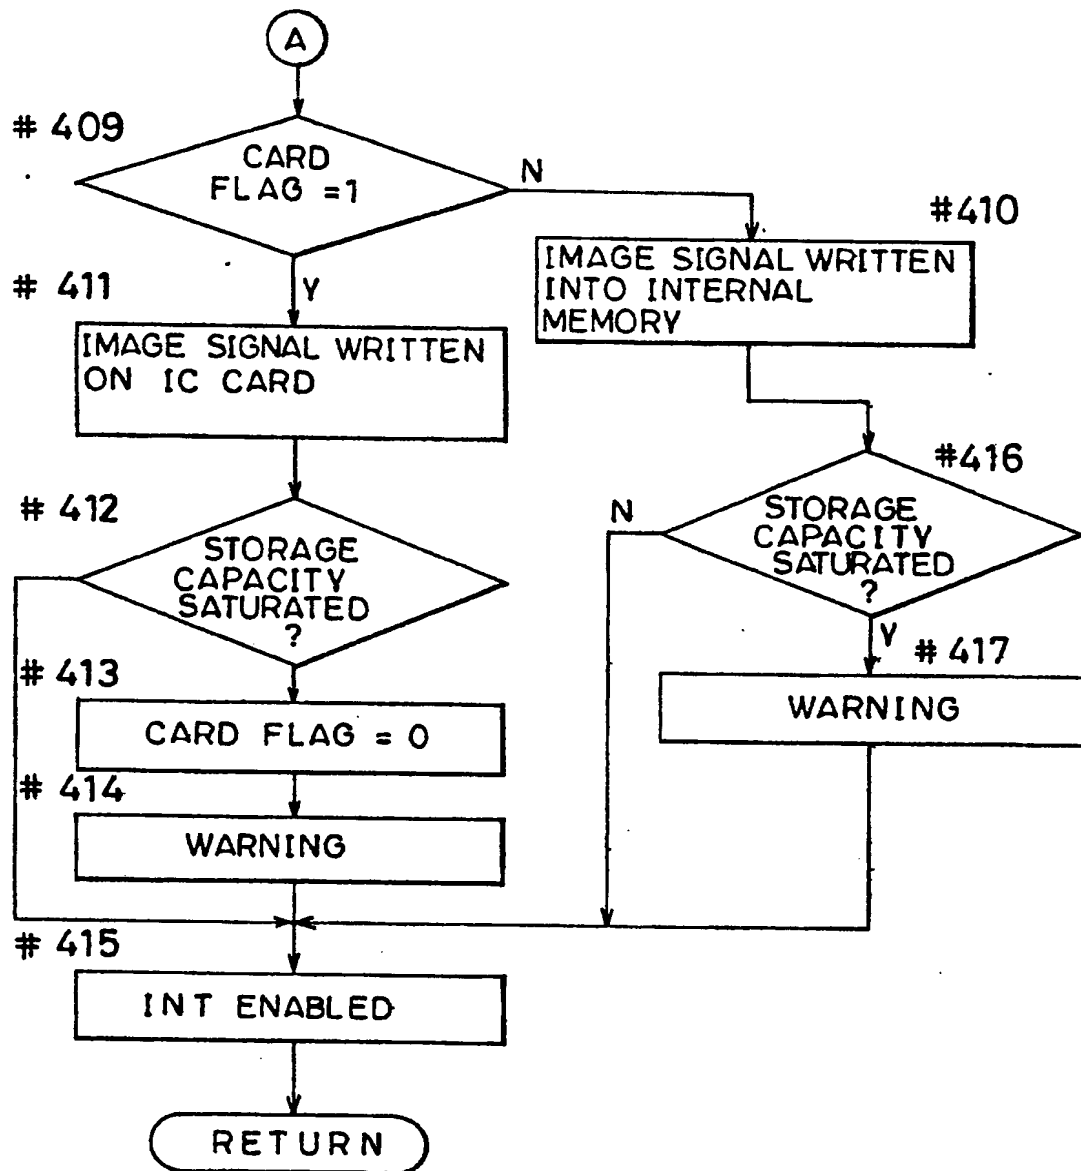 A
# 409
CARD
FLAG =1
N
#410
# 411
Y
IMAGE SIGNAL WRITTEN
INTO INTERNAL
MEMORY
IMAGE SIGNAL WRITTEN
ON IC CARD
#416
# 412
N
STORAGE
CAPACITY
SATURATED
?
STORAGE
CAPACITY
SATURATED
?
Y
# 417
# 413
WARNING
CARD FLAG = 0
# 414
WARNING
# 415
INT ENABLED
RETURN